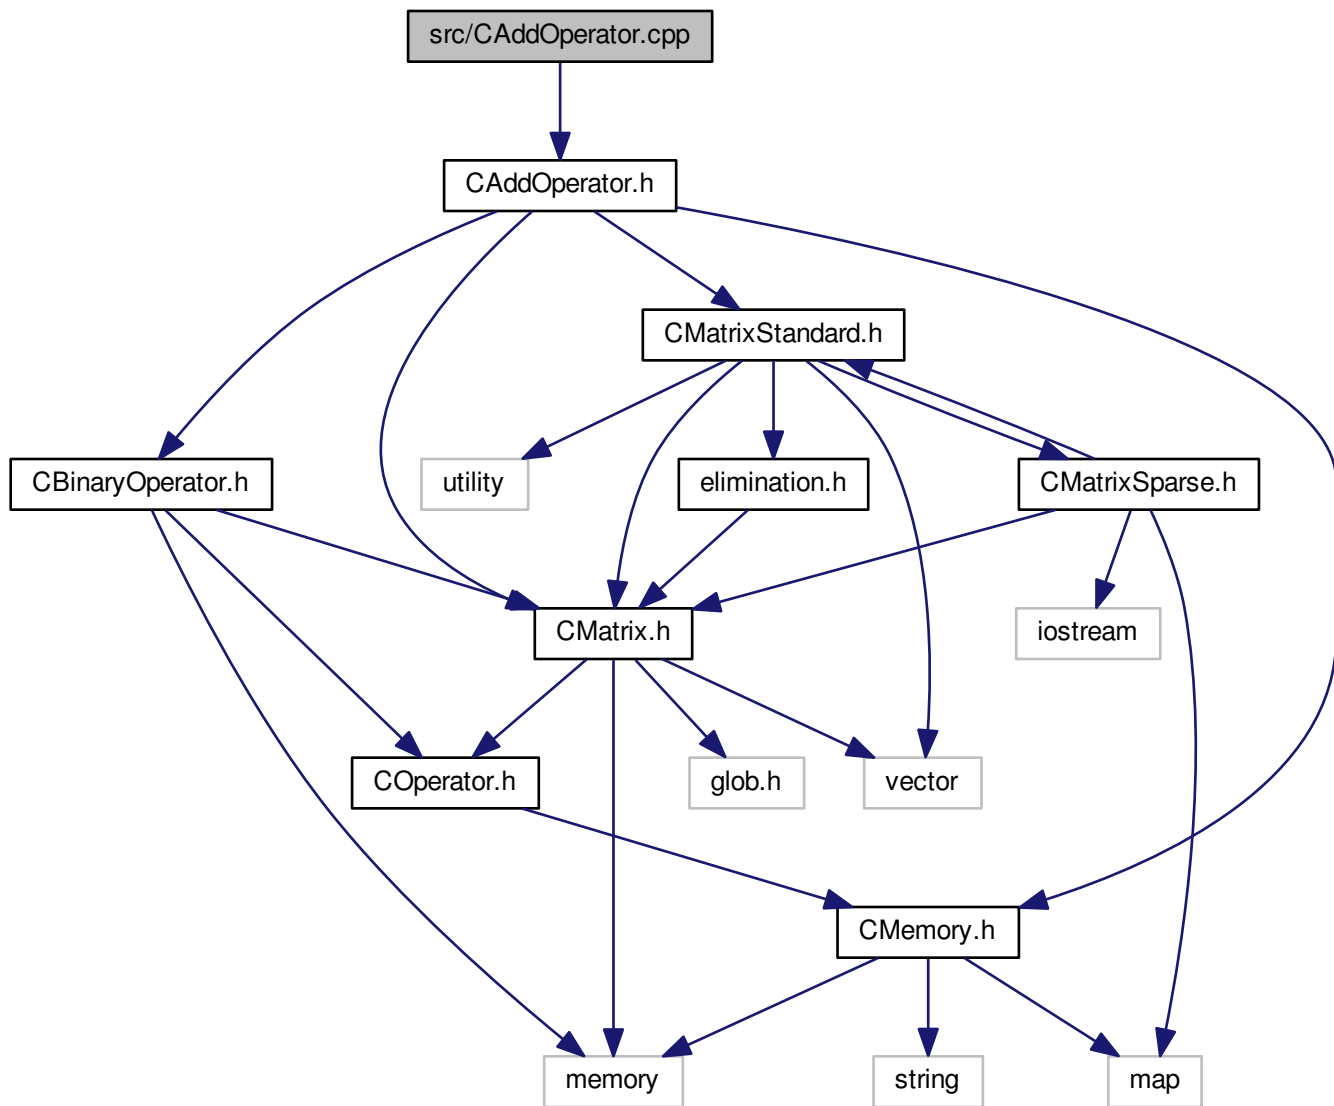 src/CAddOperator.cpp
CAddOperator.h
CMatrixStandard.h
CBinaryOperator.h
utility
elimination.h
CMatrixSparse.h
CMatrix.h
iostream
COperator.h
glob.h
vector
CMemory.h
memory
string
map